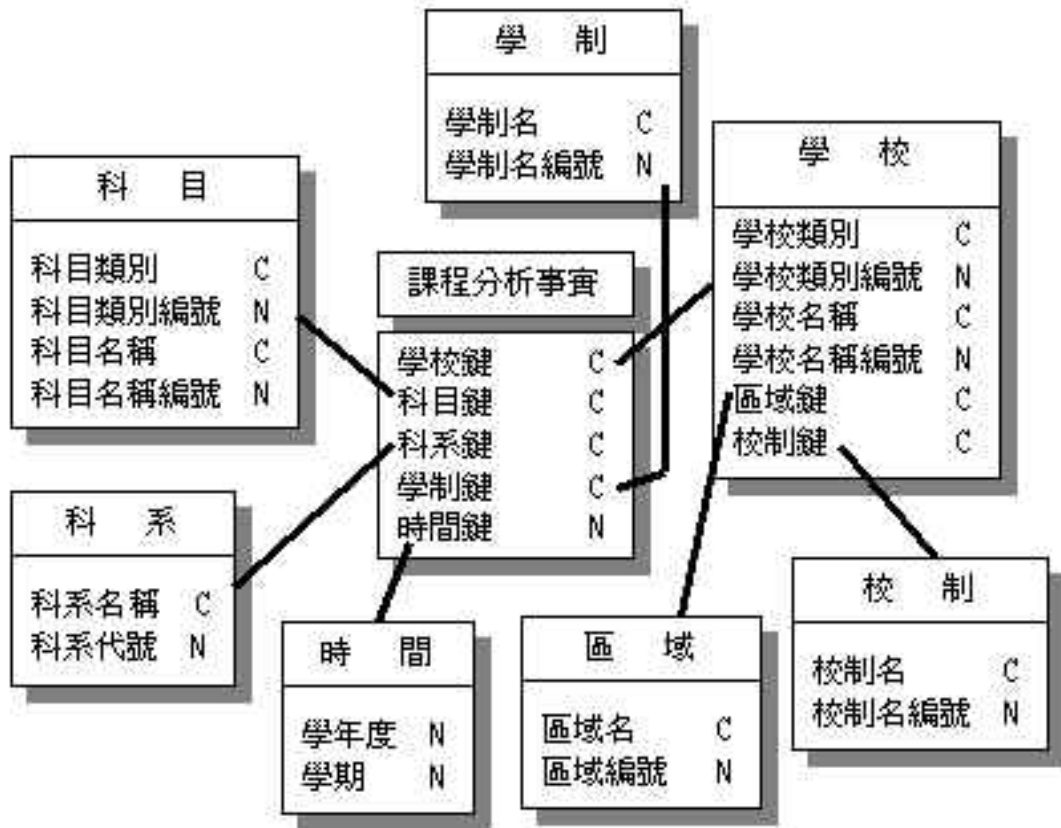 學 制
學制名 C
學制名編號 N
科 目
科目類別 C
科目類別編號 N
科目名稱 C
科目名稱編號 N
課程分析事實
學校鍵 C
科目鍵 C
科系鍵 C
學制鍵 C
時間鍵 N
學 校
學校類別 C
學校類別編號 N
學校名稱 C
學校名稱編號 N
區域鍵 C
校制鍵 C
科 系
科系名稱 C
科系代號 N
時 間
學年度 N
學期 N
區 域
區域名 C
區域編號 N
校 制
校制名 C
校制名編號 N